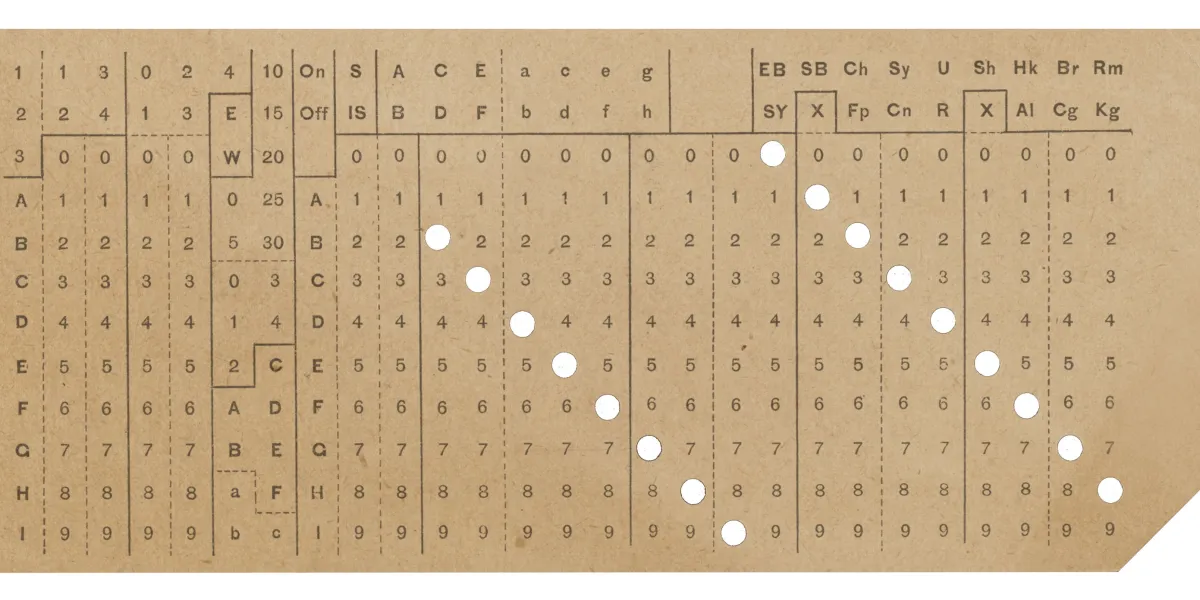 1 1 3 0 2 4 10 On S A C E a c e g EB SB Ch Sy U Sh Hk Br Rm
2 2 4 1 3 E 15 Off IS B D F b d f h SY X Fp Cn R X Al Cg Kg
3 0 0 0 0 W 20 0 0 0 0 0 0 0 0 0 0 0 0 0 0 0 0 0 0
A 1 1 1 1 0 25 A 1 1 1 1 1 1 1 1 1 1 1 1 1 1 1 1 1 1
B 2 2 2 2 5 30 B 2 2 2 2 2 2 2 2 2 2 2 2 2 2 2 2 2
C 3 3 3 3 0 3 C 3 3 3 3 3 3 3 3 3 3 3 3 3 3 3 3 3
D 4 4 4 4 1 4 D 4 4 4 4 4 4 4 4 4 4 4 4 4 4 4 4 4
E 5 5 5 5 2 C E 5 5 5 5 5 5 5 5 5 5 5 5 5 5 5 5 5
F 6 6 6 6 A D F 6 6 6 6 6 6 6 6 6 6 6 6 6 6 6 6 6
G 7 7 7 7 B E G 7 7 7 7 7 7 7 7 7 7 7 7 7 7 7 7 7
H 8 8 8 8 a F H 8 8 8 8 8 8 8 8 8 8 8 8 8 8 8 8 8
I 9 9 9 9 b c I 9 9 9 9 9 9 9 9 9 9 9 9 9 9 9 9 9 9